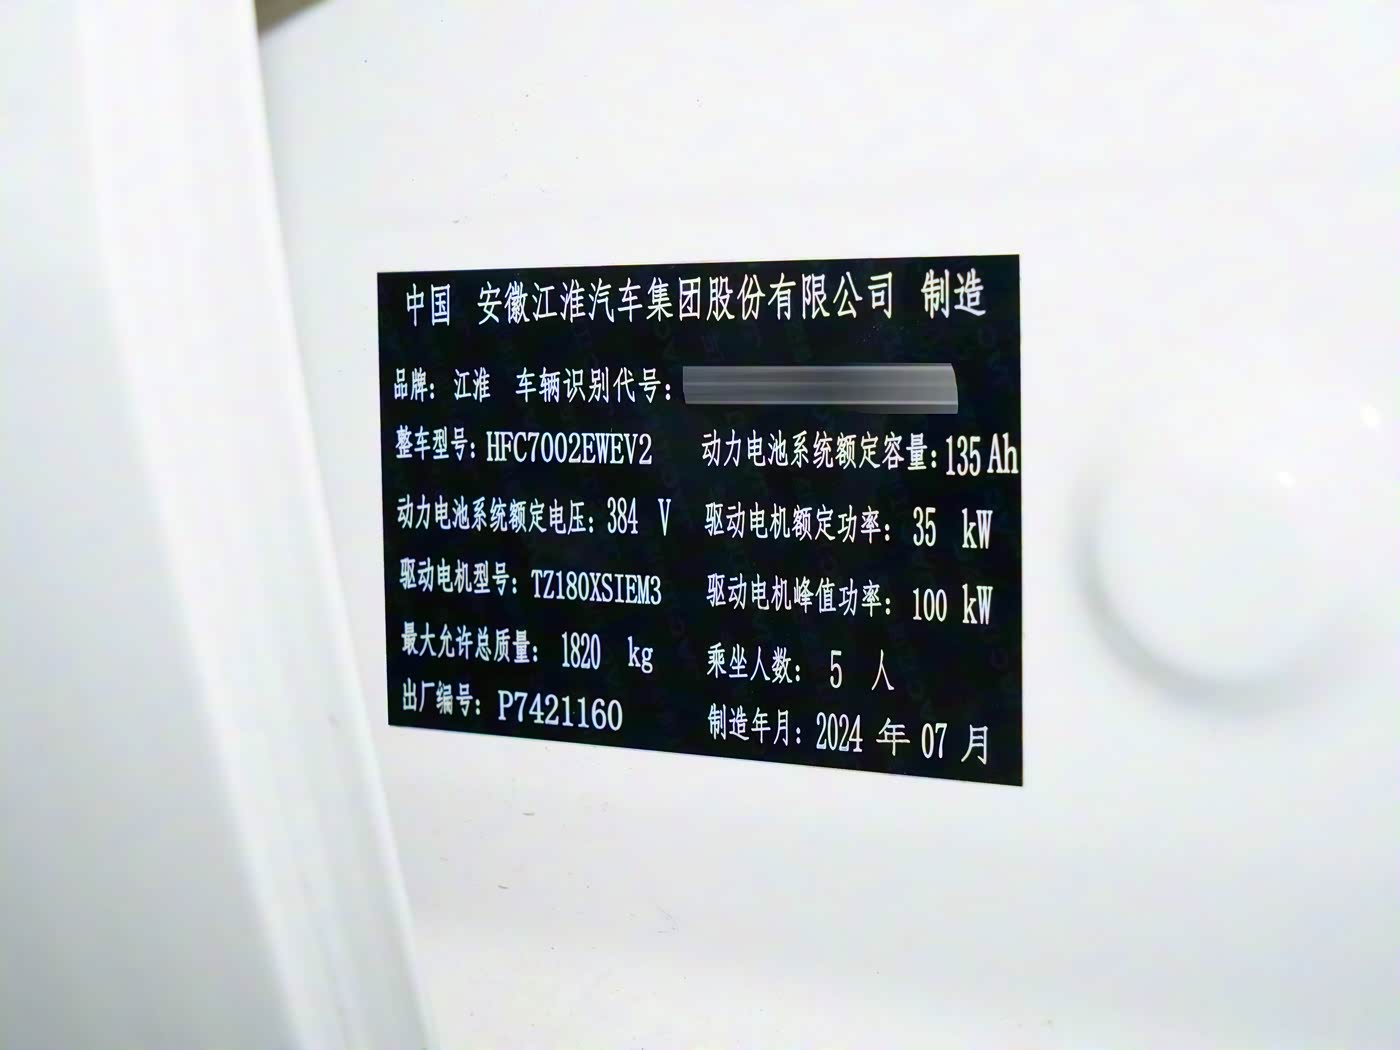 中国 安徽江淮汽车集团股份有限公司 制造
品牌: 江淮 车辆识别代号:
整车型号: HFC7002EWEV2 动力电池系统额定容量: 135 Ah
动力电池系统额定电压: 384 V 驱动电机额定功率: 35 kW
驱动电机型号: TZ180XSIEM3 驱动电机峰值功率: 100 kW
最大允许总质量: 1820 kg 乘坐人数: 5 人
出厂编号: P7421160 制造年月: 2024 年 07 月